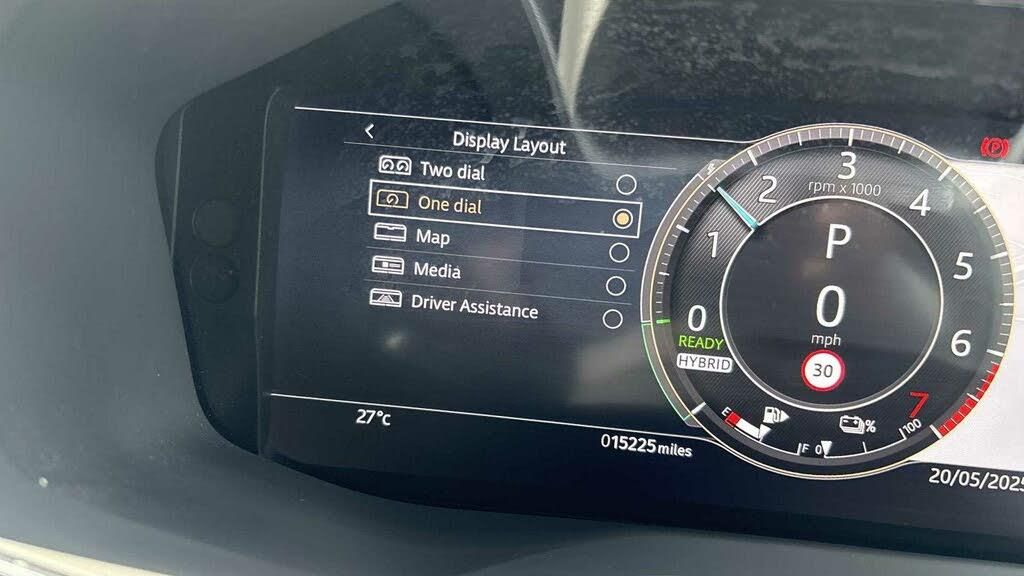 Display Layout
Two dial
One dial
Map
Media
Driver Assistance
27°C
015225 miles
0
1
2
3
4
5
6
7
rpm x 1000
P
0
mph
30
READY
HYBRID
E
F
0
%
100
20/05/2025
(P)